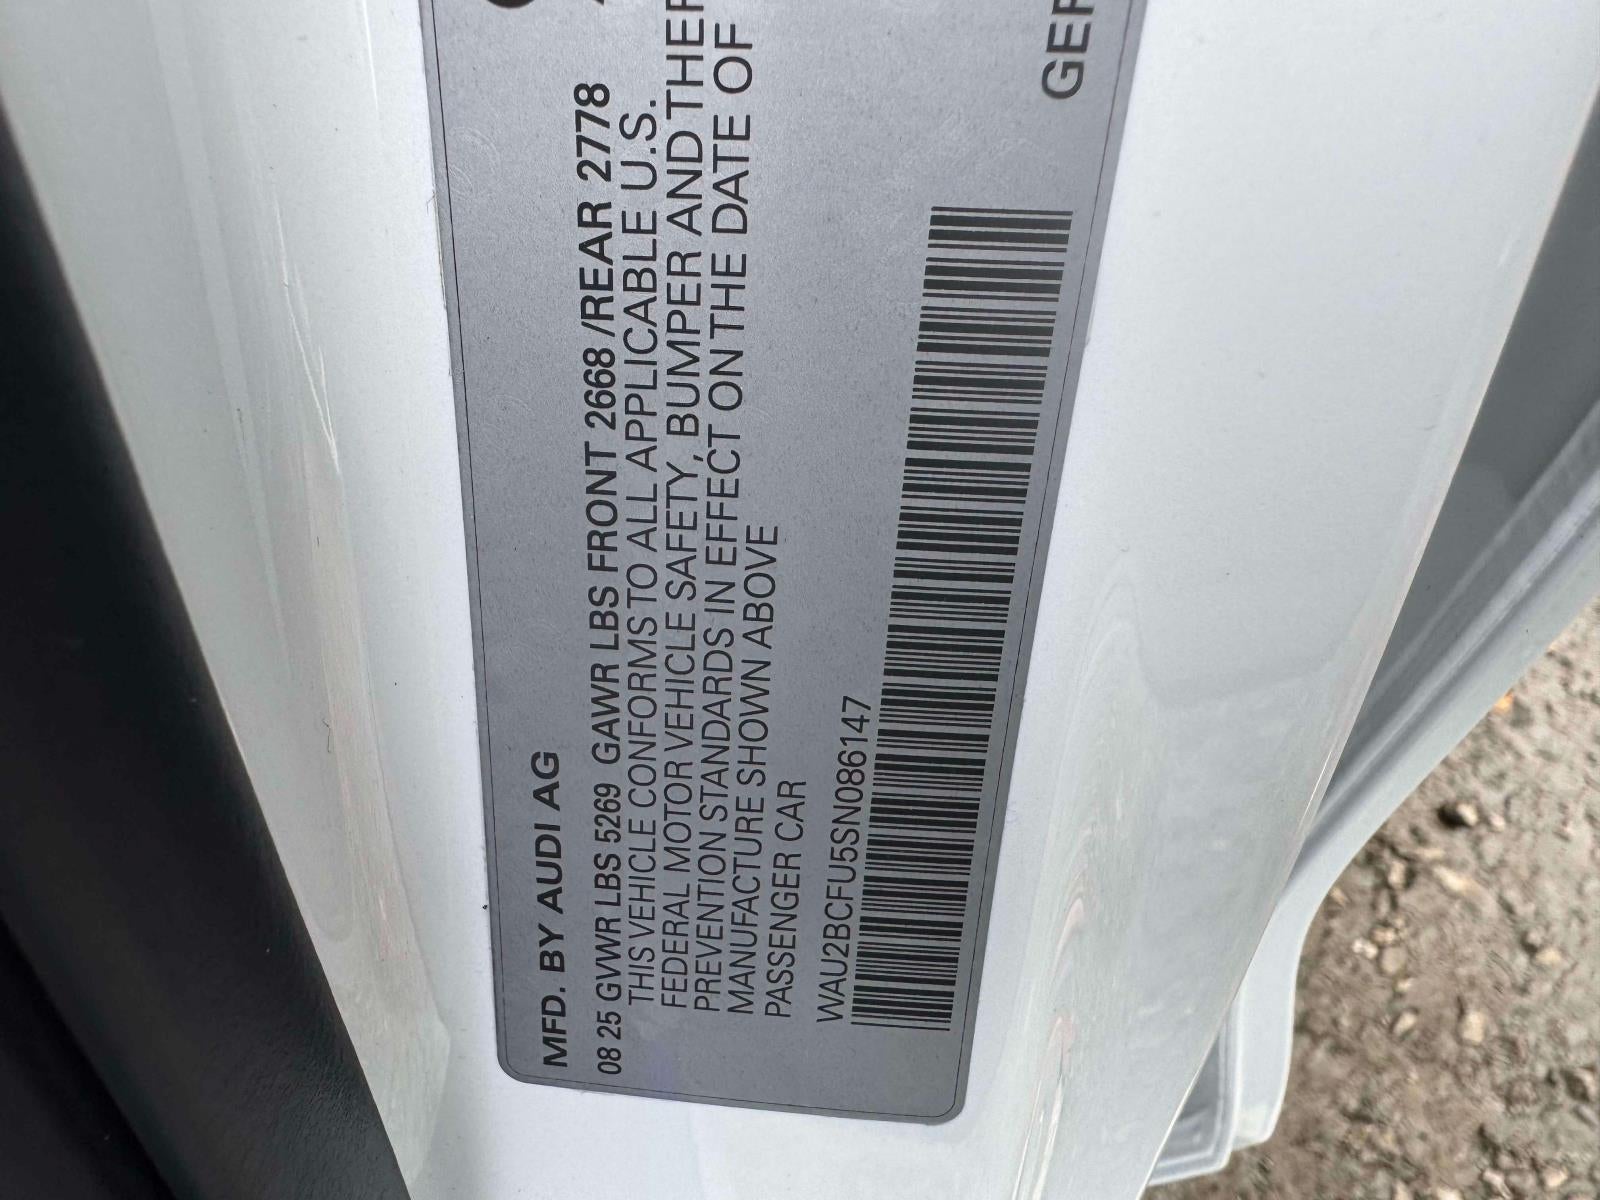 MFD. BY AUDI AG
08 25 GVWR LBS 5269 GAWR LBS FRONT 2668 /REAR 2778
THIS VEHICLE CONFORMS TO ALL APPLICABLE U.S.
FEDERAL MOTOR VEHICLE SAFETY, BUMPER AND
PREVENTION STANDARDS IN EFFECT ON THE DATE OF
MANUFACTURE SHOWN ABOVE
PASSENGER CAR
WAU2BCFU5SN086147